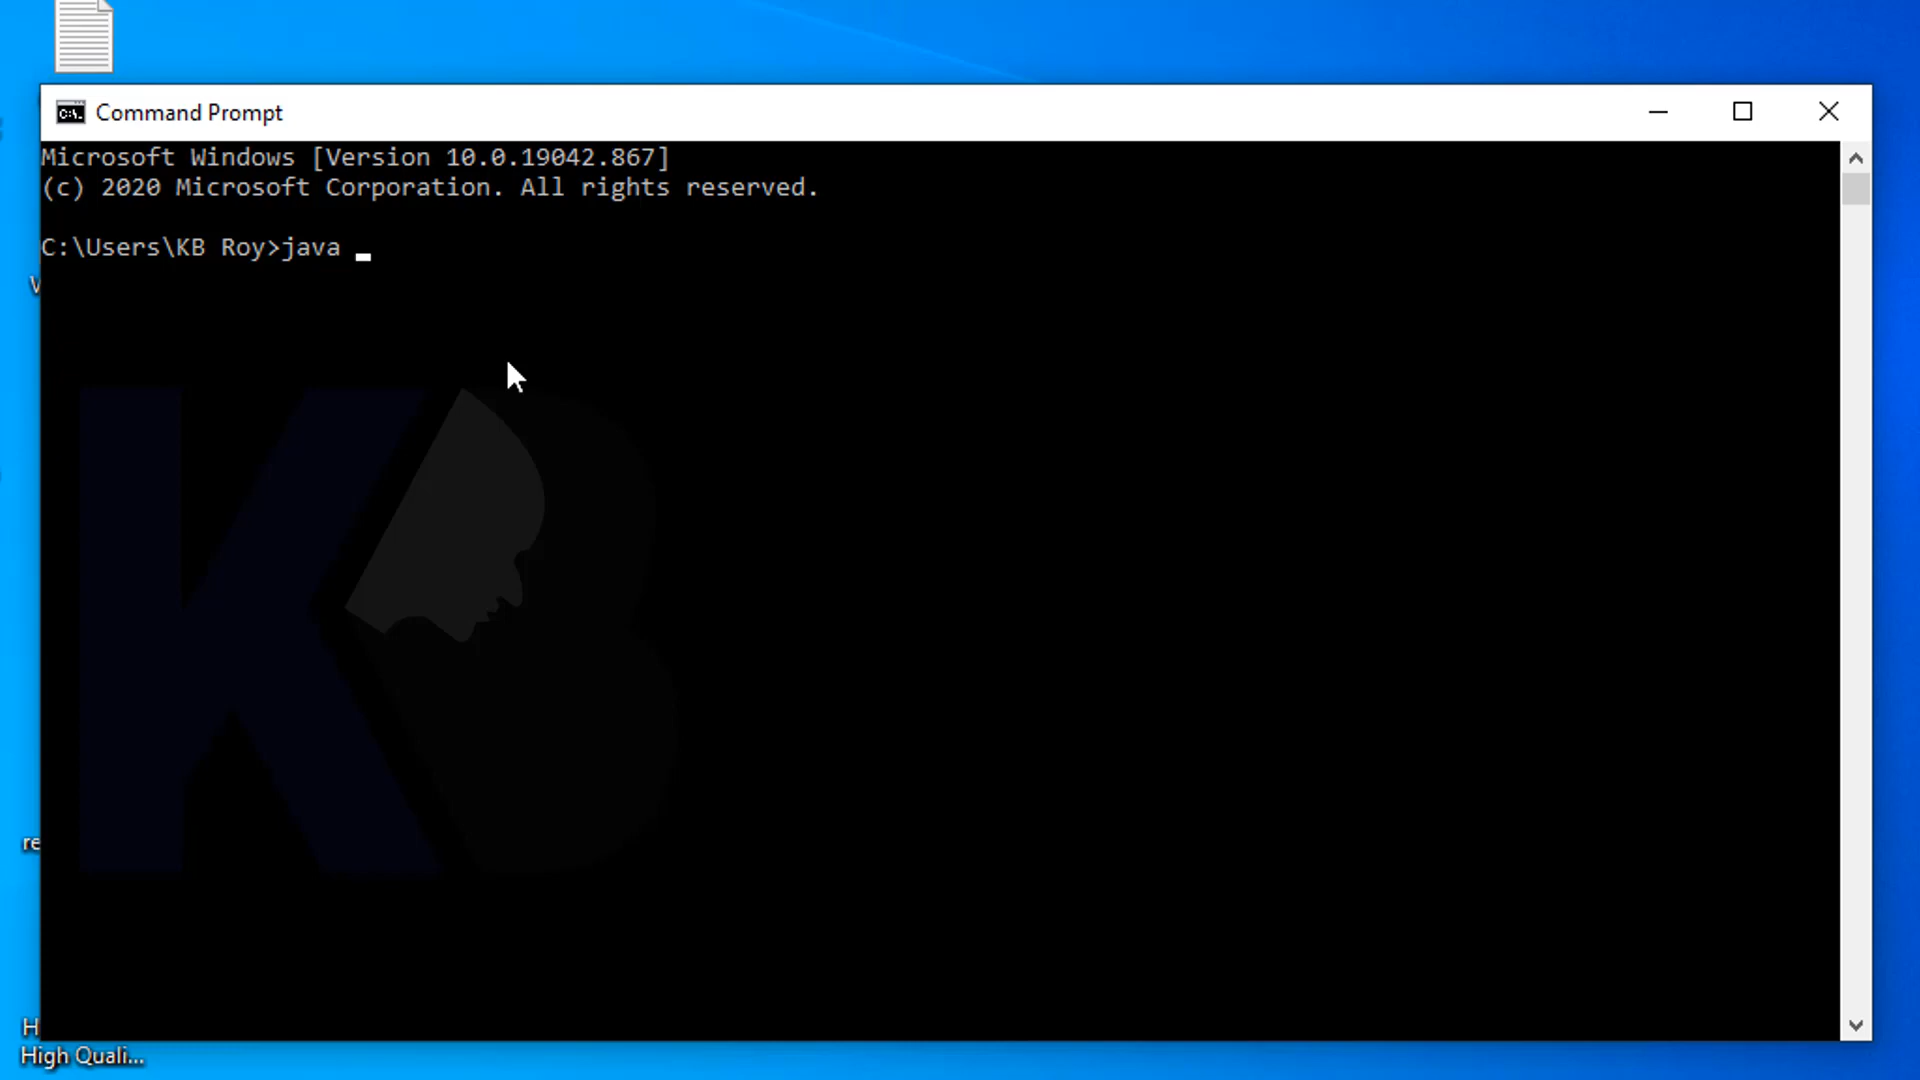 Command Prompt
Microsoft Windows [Version 10.0.19042.867]
(c) 2020 Microsoft Corporation. All rights reserved.
C:\Users\KB Roy>java
re
H
High Quali...